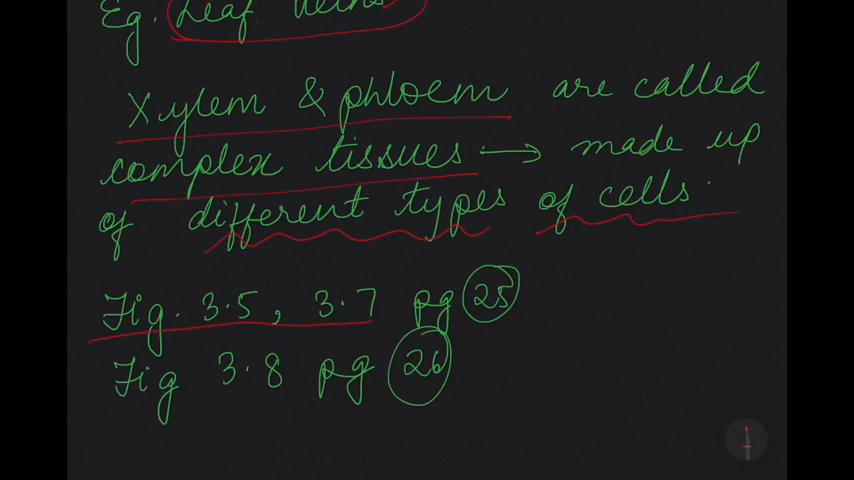 Eg. Leaf veins
Xylem & phloem are called
complex tissues → made up
of different types of cells.
Fig. 3.5, 3.7 pg 25
Fig 3.8 pg 26